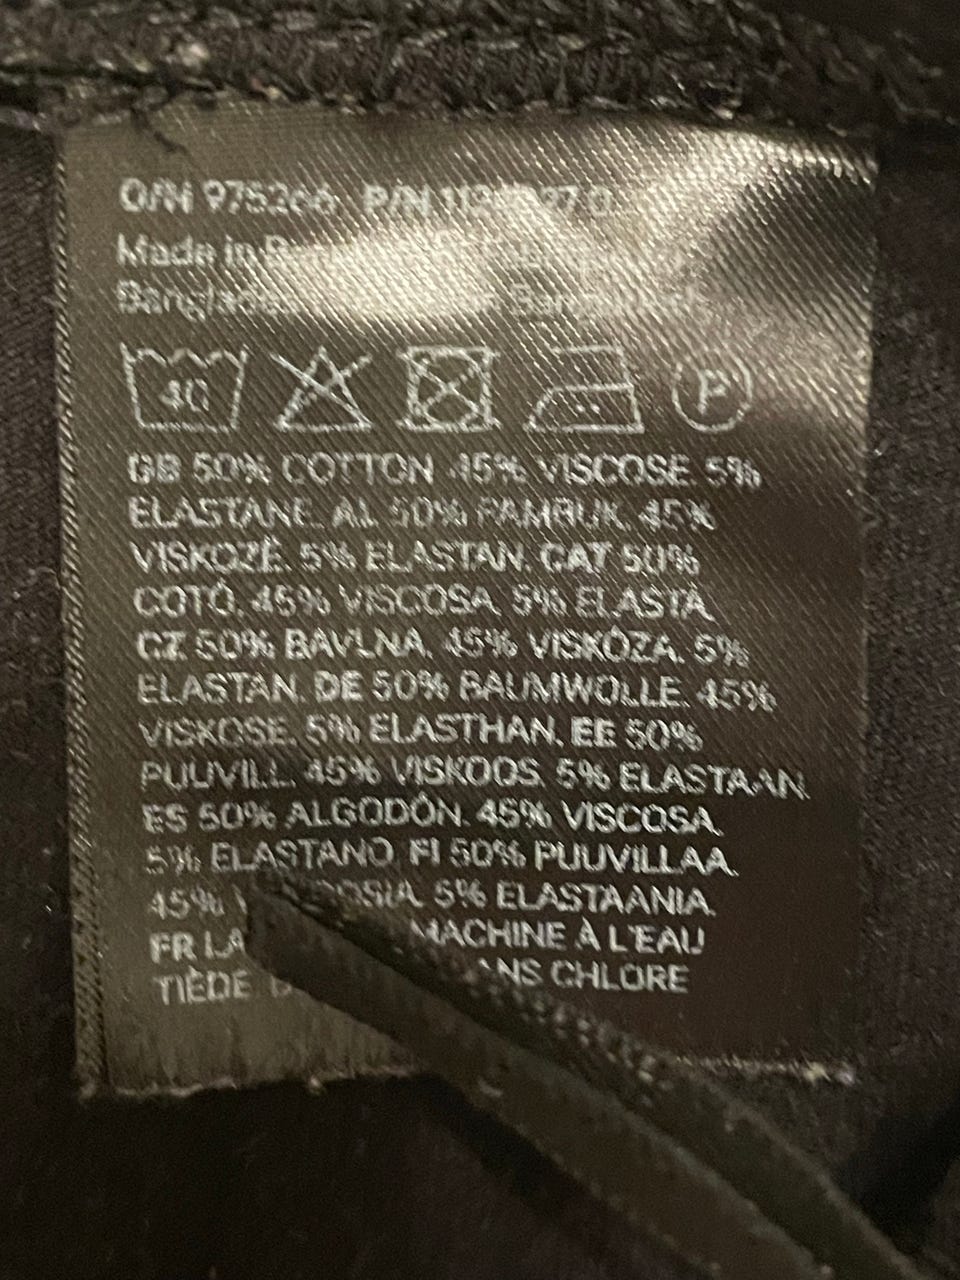 O/N 975266 P/N
Made in
40
P
GB 50% COTTON. 45% VISCOSE. 5%
ELASTANE. AL 50% PAMBUK. 45%
VISKOZË. 5% ELASTAN. CAT 50%
COTÓ. 45% VISCOSA. 5% ELASTÀ.
CZ 50% BAVLNA. 45% VISKÓZA. 5%
ELASTAN. DE 50% BAUMWOLLE. 45%
VISKOSE. 5% ELASTHAN. EE 50%
PUUVILL. 45% VISKOOS. 5% ELASTAAN.
ES 50% ALGODÓN. 45% VISCOSA.
5% ELASTANO. FI 50% PUUVILLAA.
45% 5% ELASTAANIA.
FR MACHINE À L'EAU
TIÈDE CHLORE